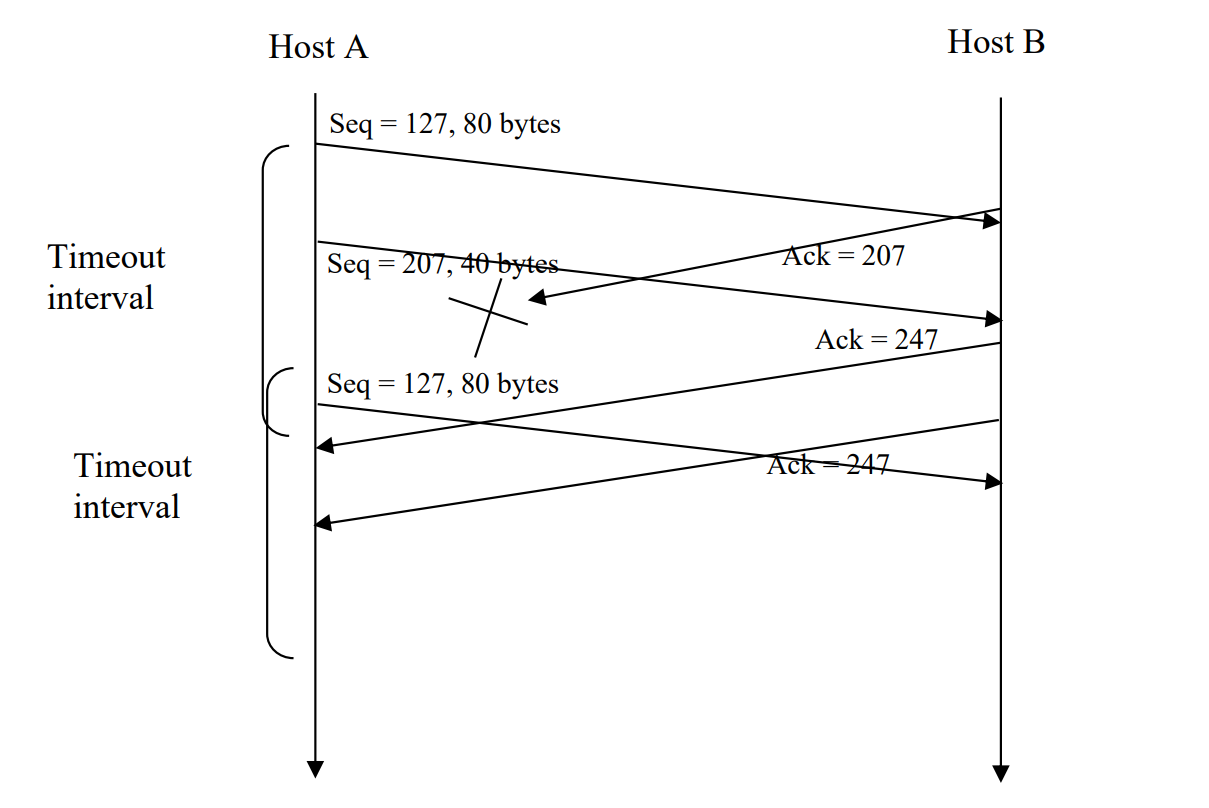 Host A
Host B
Seq = 127, 80 bytes
Timeout
interval
Seq = 207, 40 bytes
Ack = 207
Ack = 247
Seq = 127, 80 bytes
Timeout
interval
Ack = 247